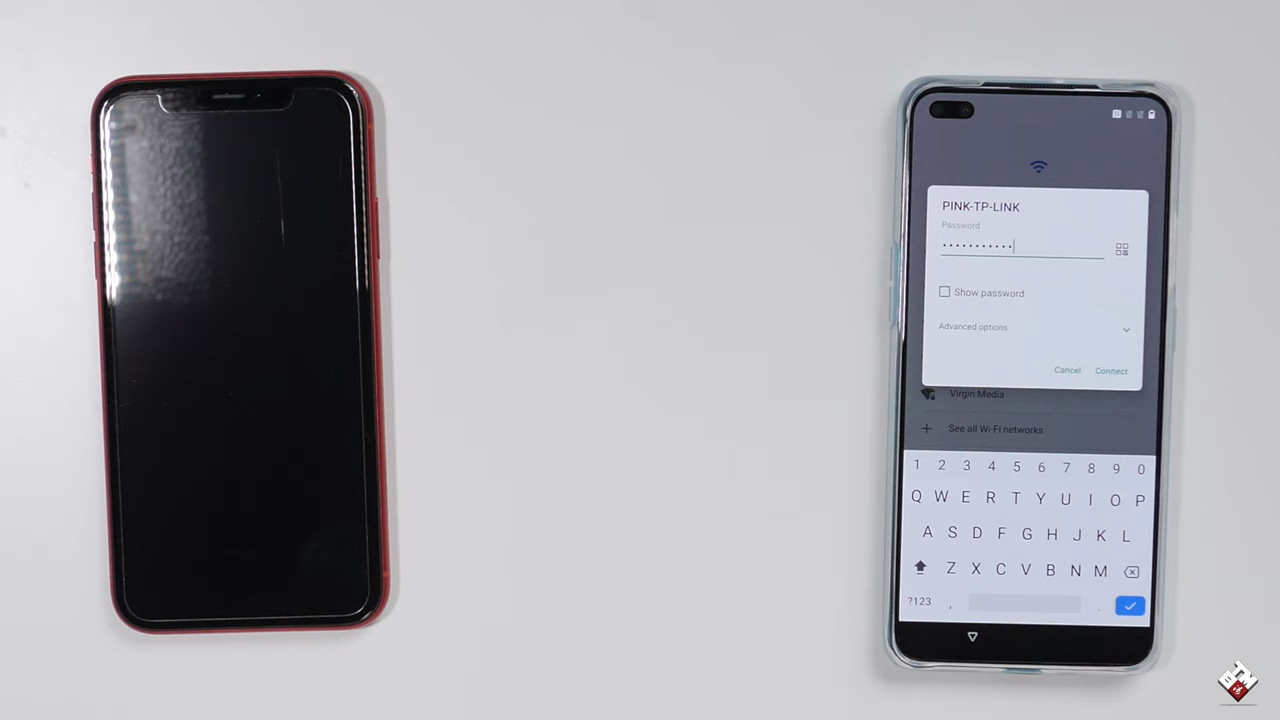 PINK-TP-LINK
Password
•••••••••••
Show password
Advanced options
Cancel Connect
Virgin Media
See all Wi-Fi networks
1 2 3 4 5 6 7 8 9 0
Q W E R T Y U I O P
A S D F G H J K L
Z X C V B N M
?123 , .